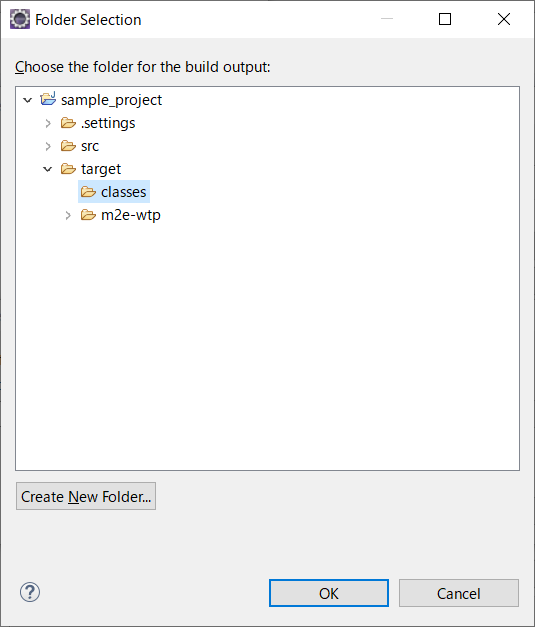 Folder Selection
Choose the folder for the build output:
sample_project
.settings
src
target
classes
m2e-wtp
Create New Folder...
?
OK
Cancel